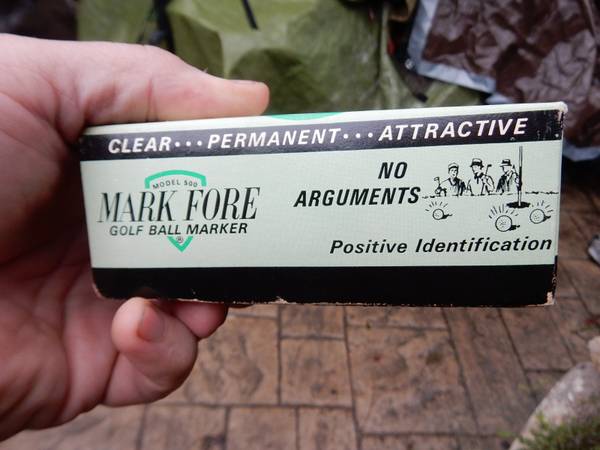 CLEAR···PERMANENT···ATTRACTIVE
MODEL 500
MARK FORE
GOLF BALL MARKER
NO
ARGUMENTS
Positive Identification